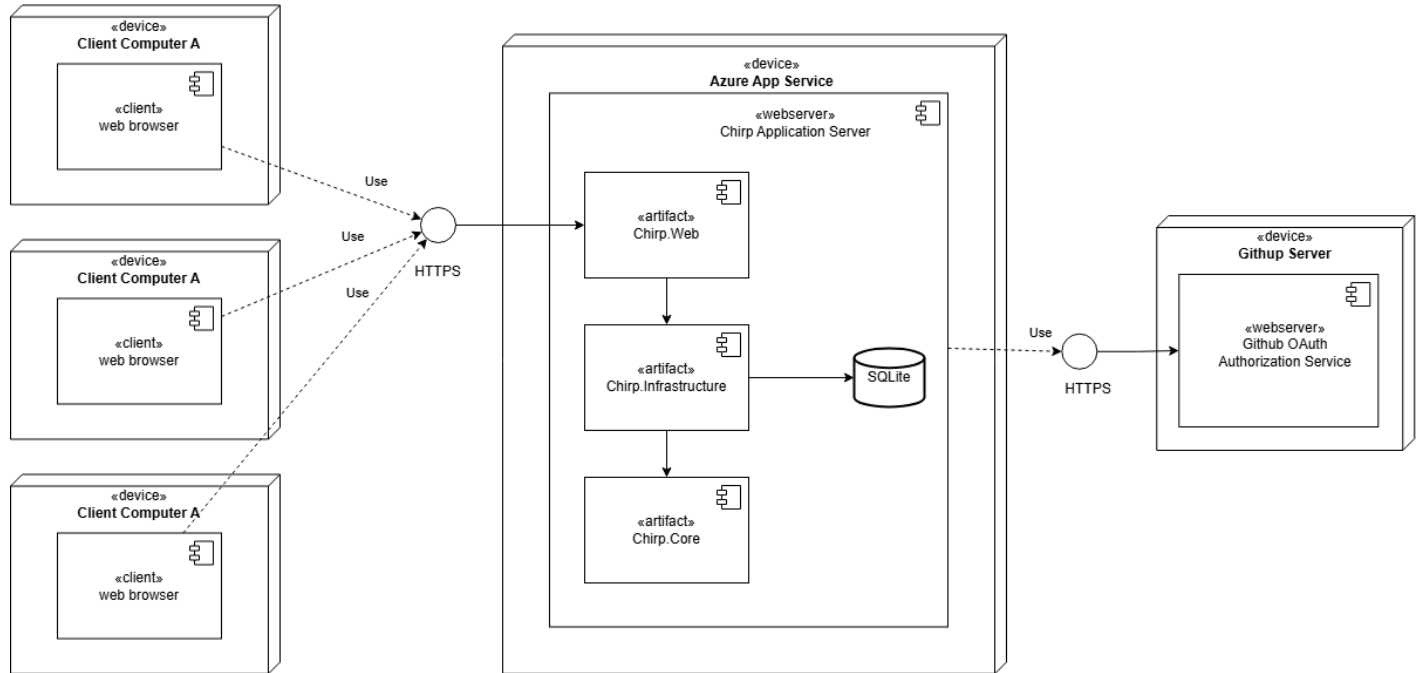 «device»
Client Computer A
«client»
web browser
«device»
Client Computer A
«client»
web browser
«device»
Client Computer A
«client»
web browser
Use
Use
Use
HTTPS
«device»
Azure App Service
«webserver»
Chirp Application Server
«artifact»
Chirp.Web
«artifact»
Chirp.Infrastructure
SQLite
«artifact»
Chirp.Core
Use
HTTPS
«device»
Githup Server
«webserver»
Github OAuth
Authorization Service